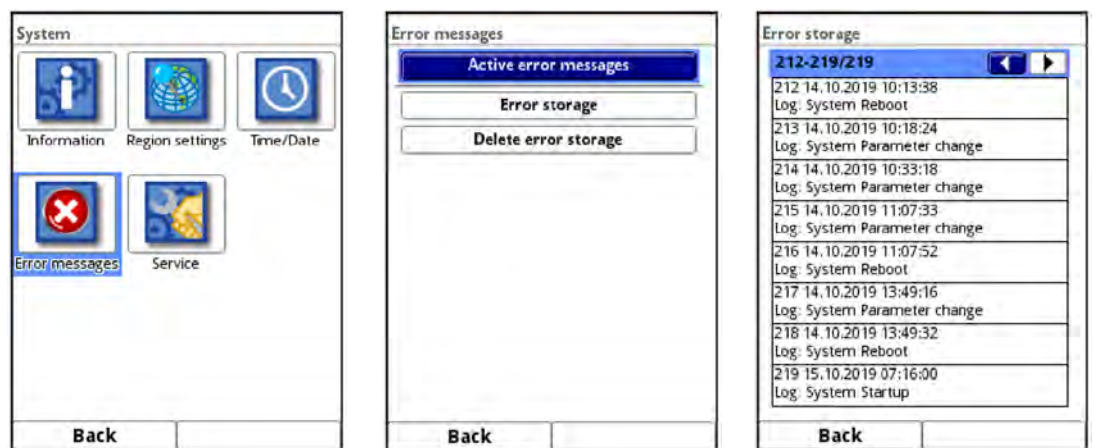 System
Information
Region settings
Time/Date
Error messages
Service
Back
Error messages
Active error messages
Error storage
Delete error storage
Back
Error storage
212-219/219
212 14.10.2019 10:13:38
Log: System Reboot
213 14.10.2019 10:18:24
Log: System Parameter change
214 14.10.2019 10:33:18
Log: System Parameter change
215 14.10.2019 11:07:33
Log: System Parameter change
216 14.10.2019 11:07:52
Log: System Reboot
217 14.10.2019 13:49:16
Log: System Parameter change
218 14.10.2019 13:49:32
Log: System Reboot
219 15.10.2019 07:16:00
Log: System Startup
Back